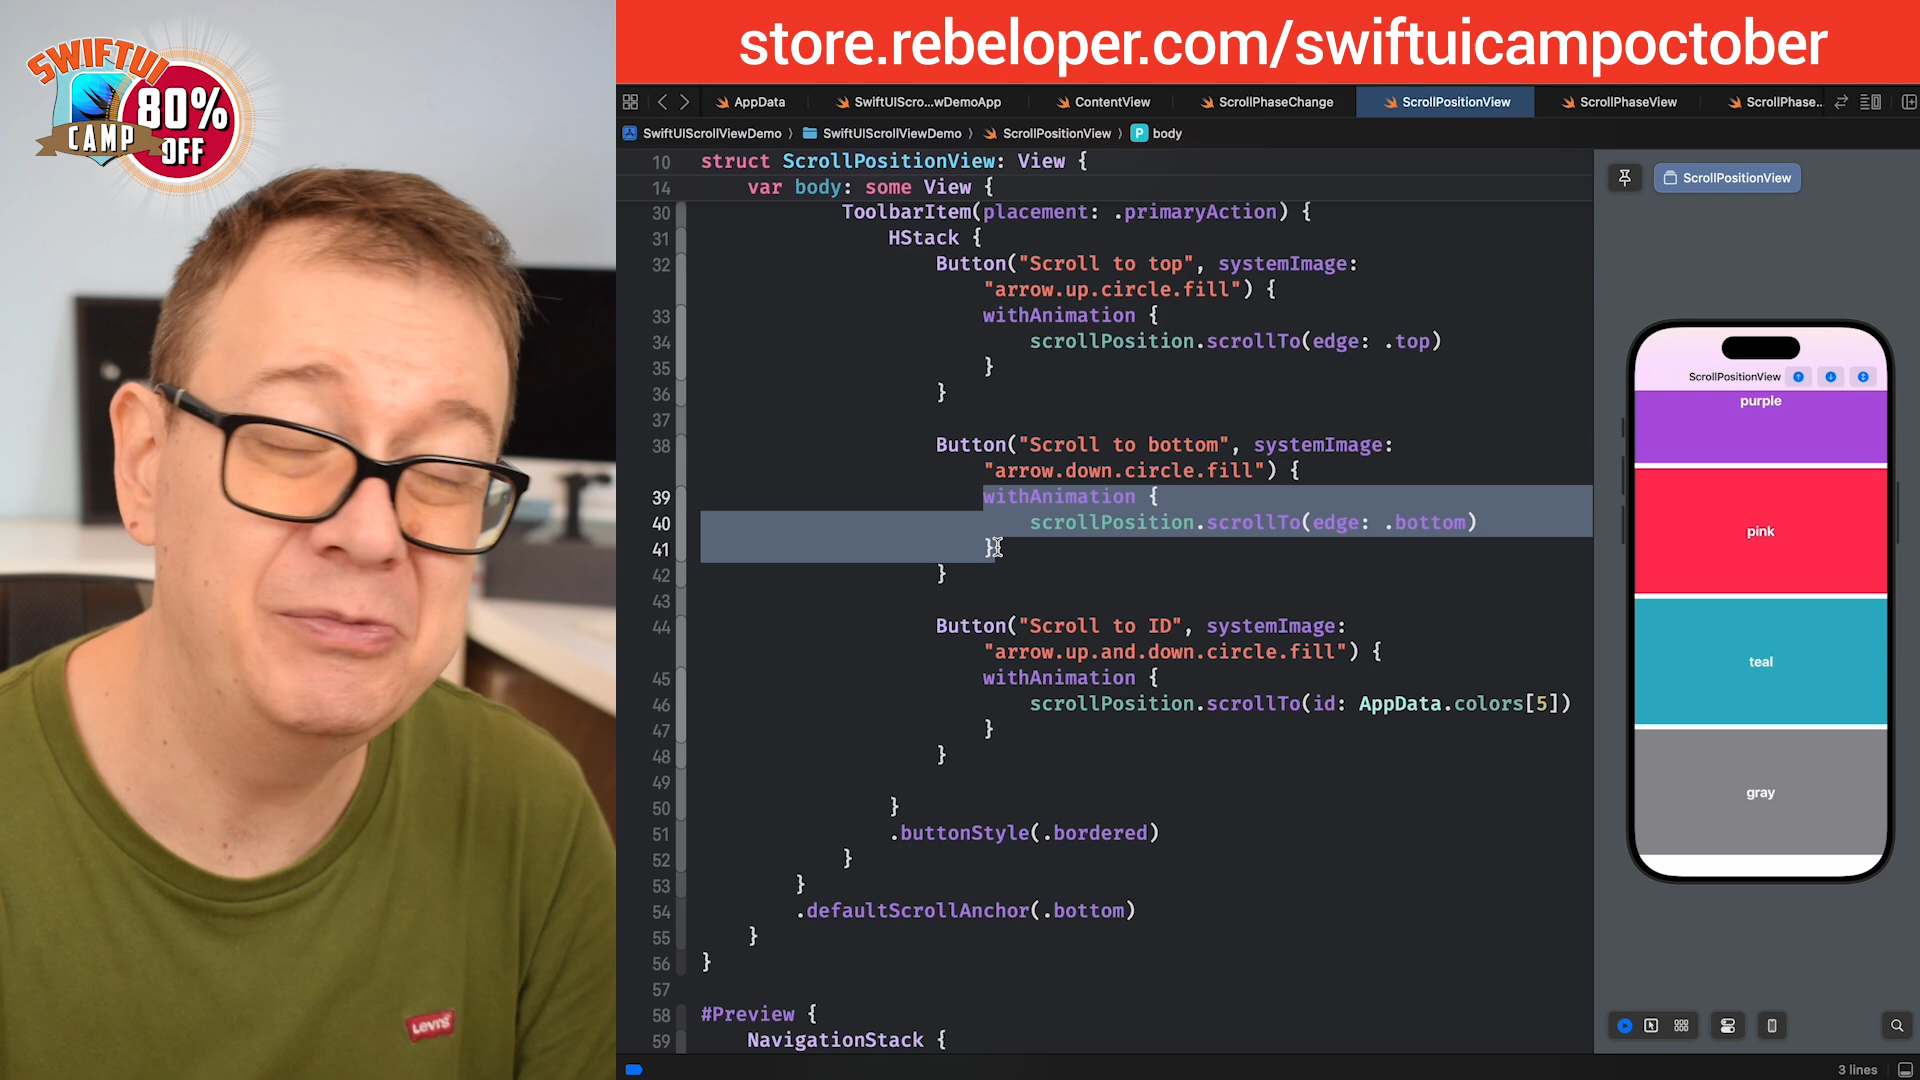 SWIFTUI
CAMP
80%
OFF
store.rebeloper.com/swiftuicampoctober
AppData
SwiftUIScro...wDemoApp
ContentView
ScrollPhaseChange
ScrollPositionView
ScrollPhaseView
ScrollPhase...
SwiftUIScrollViewDemo
SwiftUIScrollViewDemo
ScrollPositionView
P body
10 struct ScrollPositionView: View {
14 var body: some View {
30 ToolbarItem(placement: .primaryAction) {
31 HStack {
32 Button("Scroll to top", systemImage:
"arrow.up.circle.fill") {
33 withAnimation {
34 scrollPosition.scrollTo(edge: .top)
35 }
36 }
37
38 Button("Scroll to bottom", systemImage:
"arrow.down.circle.fill") {
39 withAnimation {
40 scrollPosition.scrollTo(edge: .bottom)
41 }
42 }
43
44 Button("Scroll to ID", systemImage:
"arrow.up.and.down.circle.fill") {
45 withAnimation {
46 scrollPosition.scrollTo(id: AppData.colors[5])
47 }
48 }
49
50 }
51 .buttonStyle(.bordered)
52 }
53 }
54 .defaultScrollAnchor(.bottom)
55 }
56 }
57
58 #Preview {
59 NavigationStack {
3 lines
ScrollPositionView
ScrollPositionView
purple
pink
teal
gray
Levi's